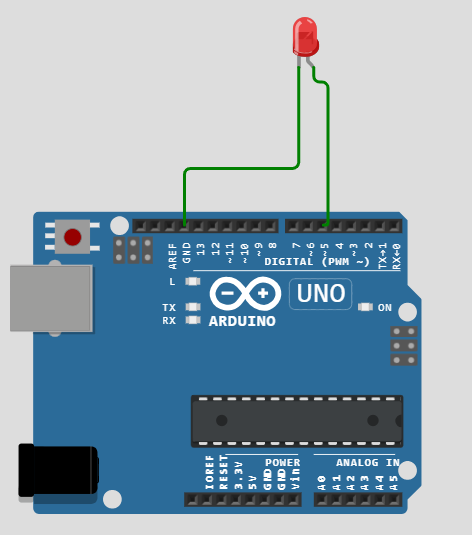 AREF
GND
13
12
~11
~10
~9
8
7
~6
~5
4
~3
2
TX→1
RX←0
DIGITAL (PWM ~)
L
TX
RX
UNO
ARDUINO
ON
POWER
ANALOG IN
IOREF
RESET
3.3V
5V
GND
GND
Vin
A0
A1
A2
A3
A4
A5